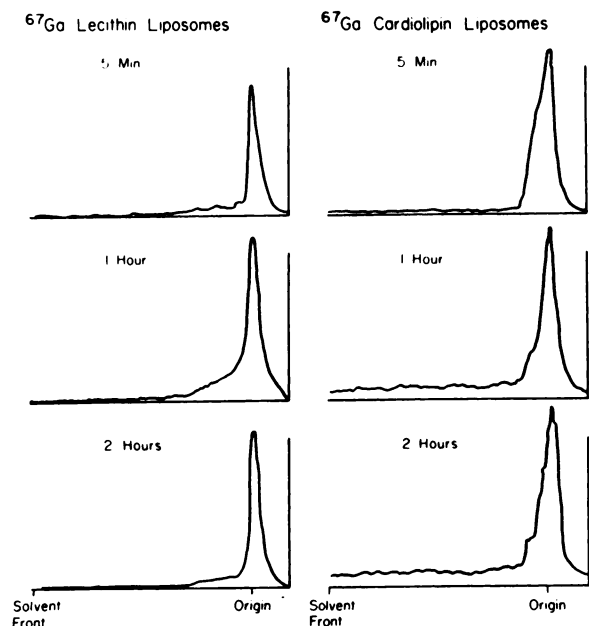 67Ga Lecithin Liposomes
67Ga Cardiolipin Liposomes
5 Min
5 Min
1 Hour
1 Hour
2 Hours
2 Hours
Solvent Front
Origin
Solvent Front
Origin